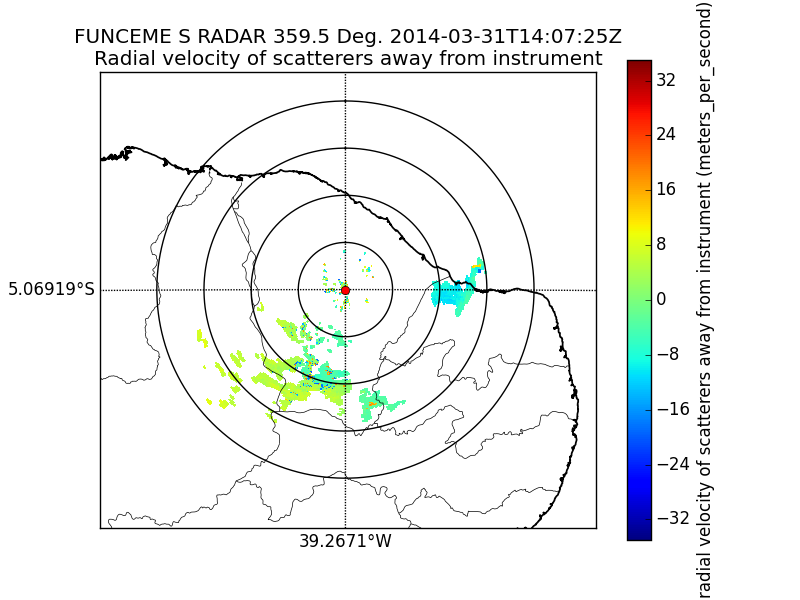 FUNCEME S RADAR 359.5 Deg. 2014-03-31T14:07:25Z
Radial velocity of scatterers away from instrument
5.06919°S
39.2671°W
32
24
16
8
0
−8
−16
−24
−32
radial velocity of scatterers away from instrument (meters_per_second)